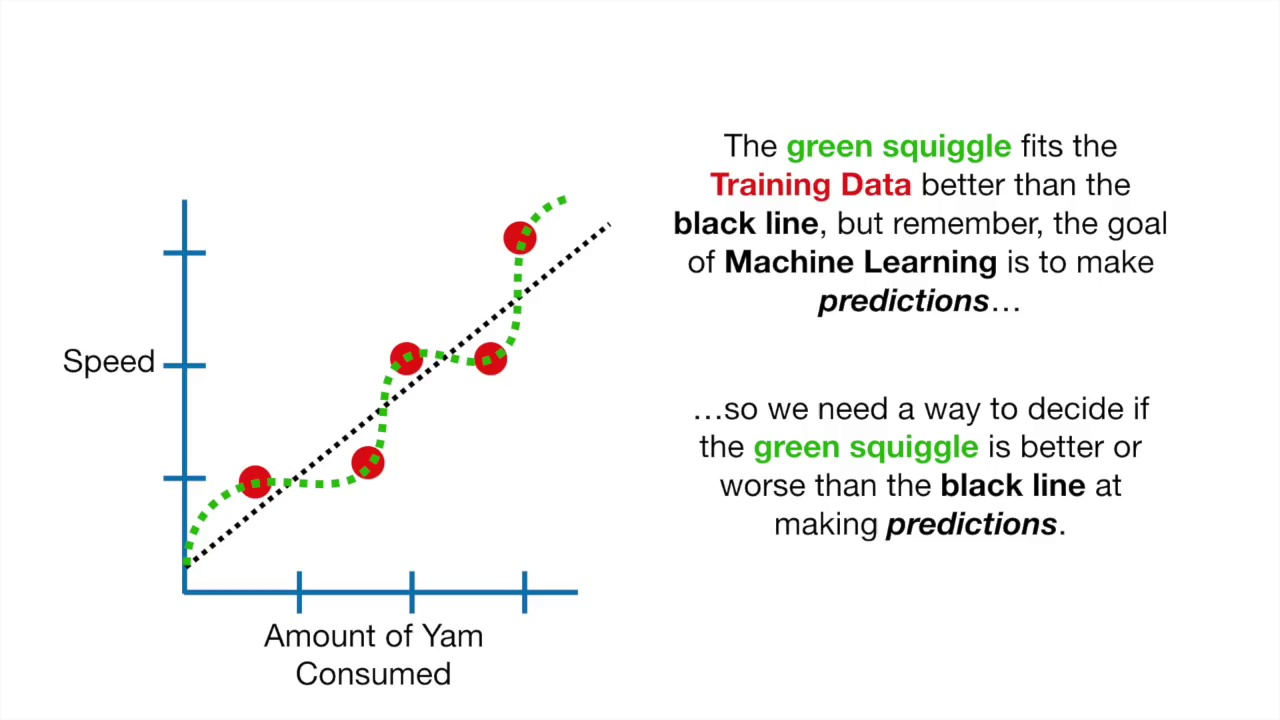 The green squiggle fits the
Training Data better than the
black line, but remember, the goal
of Machine Learning is to make
predictions…
…so we need a way to decide if
the green squiggle is better or
worse than the black line at
making predictions.
Speed
Amount of Yam
Consumed